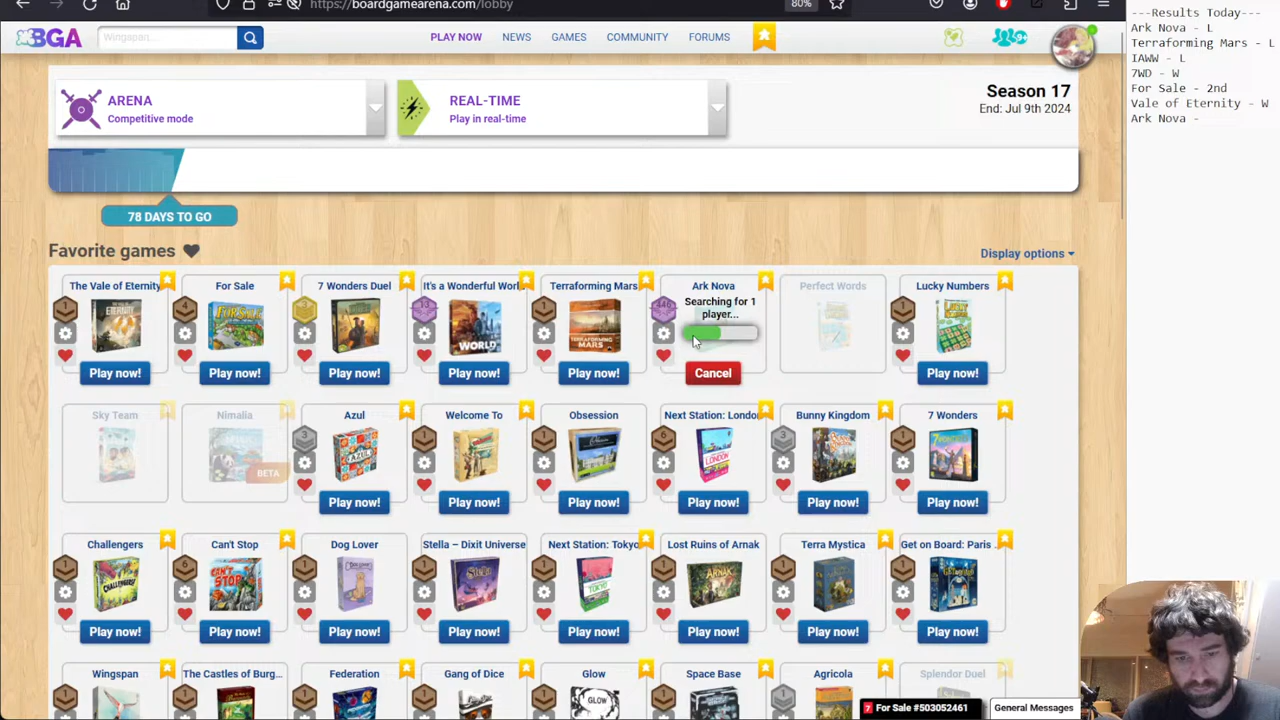 https://boardgamearena.com/lobby
80%
BGA
Wingspan...
PLAY NOW
NEWS
GAMES
COMMUNITY
FORUMS
9+
ARENA
Competitive mode
REAL-TIME
Play in real-time
Season 17
End: Jul 9th 2024
78 DAYS TO GO
Favorite games
Display options
The Vale of Eternity
For Sale
7 Wonders Duel
It's a Wonderful Worl
Terraforming Mars
Ark Nova
Perfect Words
Lucky Numbers
Searching for 1
player...
Play now!
Play now!
Play now!
Play now!
Play now!
Cancel
Play now!
Sky Team
Nimalia
Azul
Welcome To
Obsession
Next Station: London
Bunny Kingdom
7 Wonders
BETA
Play now!
Play now!
Play now!
Play now!
Play now!
Play now!
Challengers
Can't Stop
Dog Lover
Stella – Dixit Universe
Next Station: Tokyo
Lost Ruins of Arnak
Terra Mystica
Get on Board: Paris ...
Play now!
Play now!
Play now!
Play now!
Play now!
Play now!
Play now!
Play now!
Wingspan
The Castles of Burg...
Federation
Gang of Dice
Glow
Space Base
Agricola
Splendor Duel
7 For Sale #503052461
General Messages
---Results Today---
Ark Nova - L
Terraforming Mars - L
IAWW - L
7WD - W
For Sale - 2nd
Vale of Eternity - W
Ark Nova -